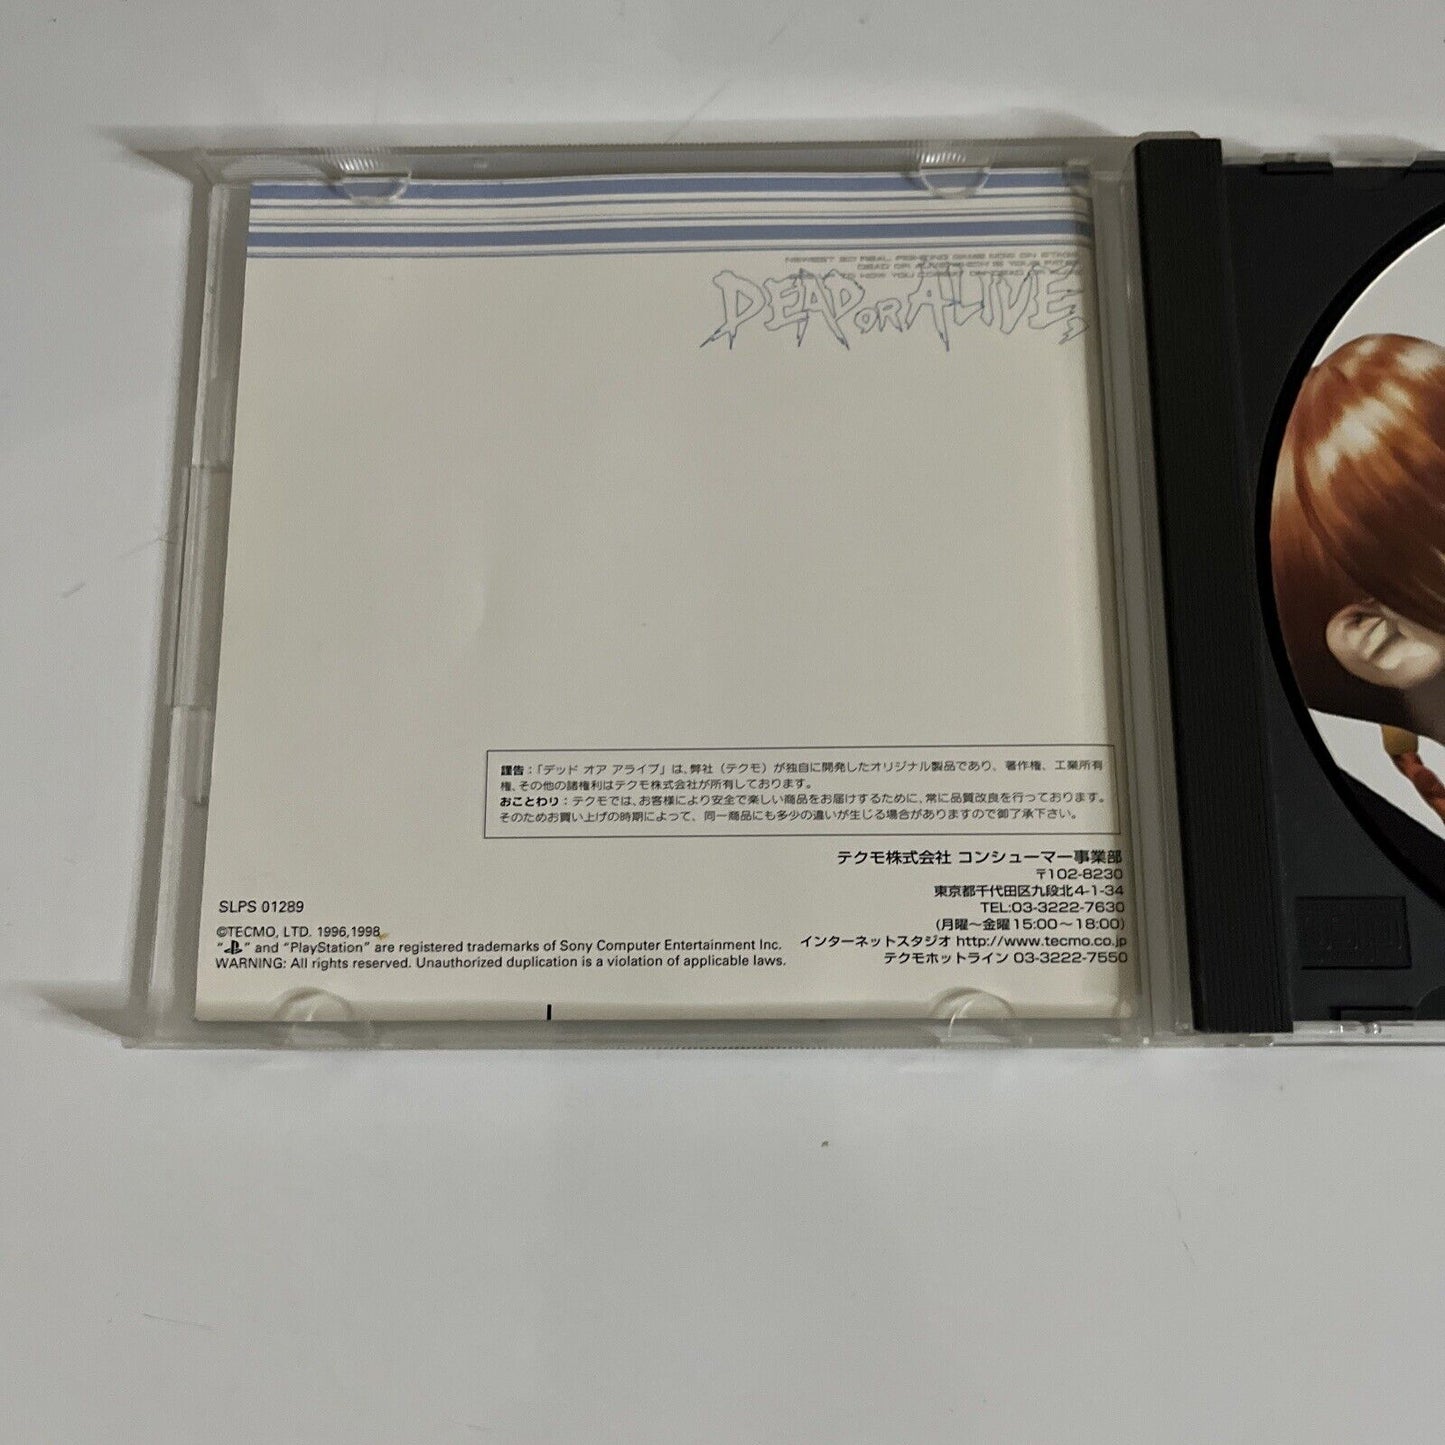 NEWEST 3D REAL FIGHTING GAME NOW ON STAGE
DEAD OR ALIVE
DEAD OR ALIVE
謹告：「デッド オア アライブ」は、弊社（テクモ）が独自に開発したオリジナル製品であり、著作権、工業所有
権、その他の諸権利はテクモ株式会社が所有しております。
おことわり：テクモでは、お客様により安全で楽しい商品をお届けするために、常に品質改良を行っております。
そのためお買い上げの時期によって、同一商品にも多少の違いが生じる場合がありますので御了承下さい。
テクモ株式会社 コンシューマー事業部
〒102-8230
東京都千代田区九段北4-1-34
TEL:03-3222-7630
(月曜～金曜15:00～18:00)
インターネットスタジオ http://www.tecmo.co.jp
テクモホットライン 03-3222-7550
SLPS 01289
©TECMO, LTD. 1996,1998
“ ” and “PlayStation” are registered trademarks of Sony Computer Entertainment Inc.
WARNING: All rights reserved. Unauthorized duplication is a violation of applicable laws.